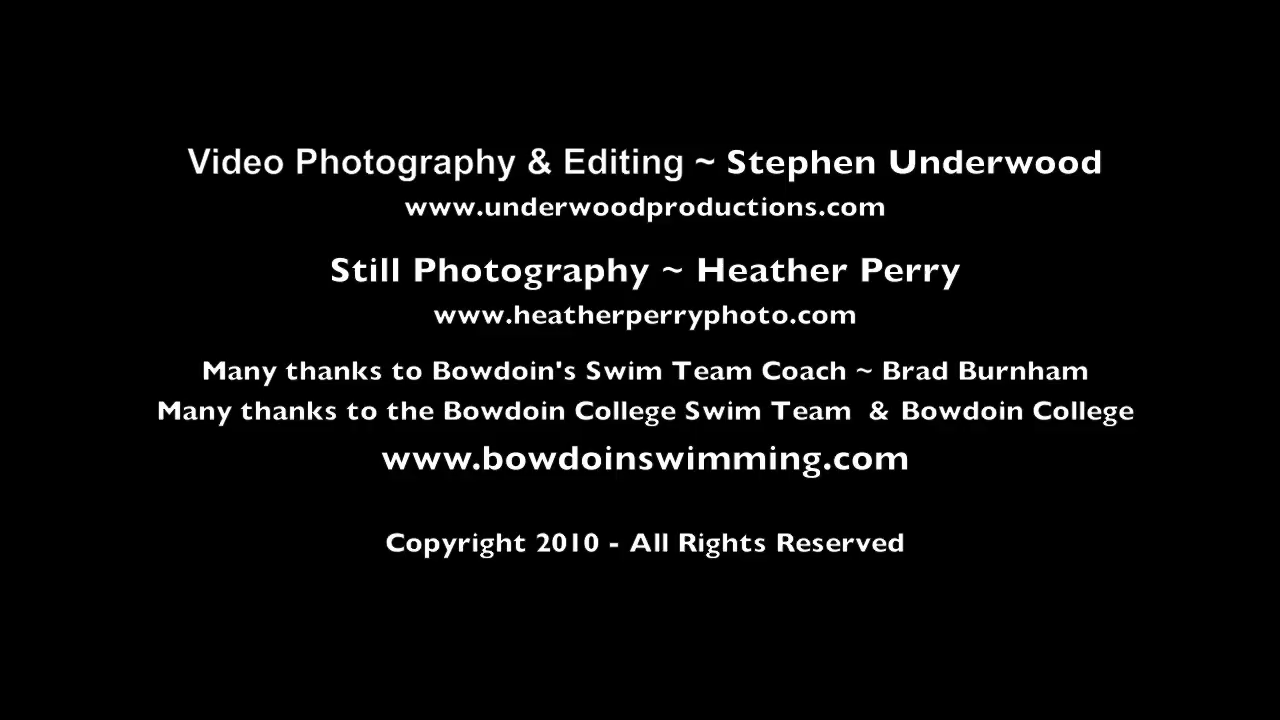 Video Photography & Editing ~ Stephen Underwood
www.underwoodproductions.com
Still Photography ~ Heather Perry
www.heatherperryphoto.com
Many thanks to Bowdoin's Swim Team Coach ~ Brad Burnham
Many thanks to the Bowdoin College Swim Team  & Bowdoin College
www.bowdoinswimming.com
Copyright 2010 - All Rights Reserved